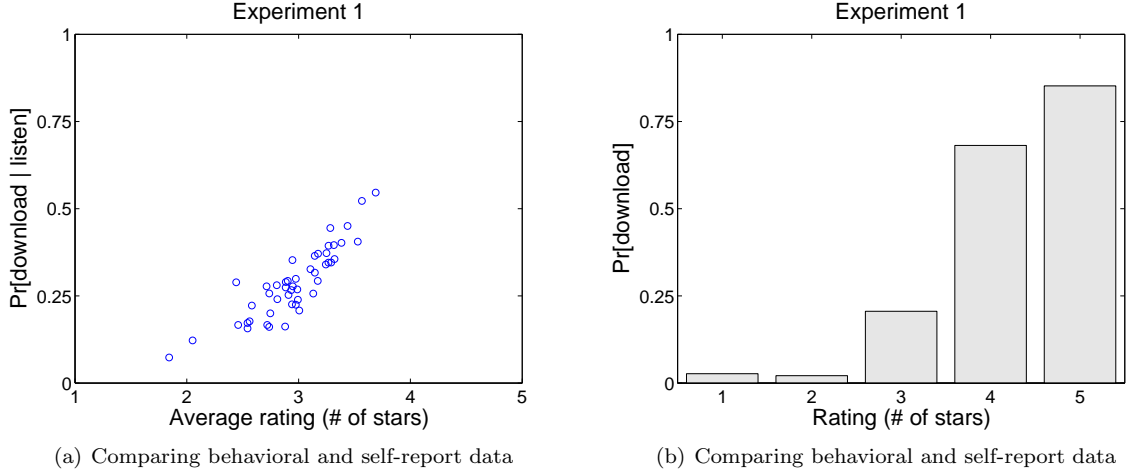 Experiment 1
1
0.75
0.5
0.25
0
Pr[download | listen]
1 2 3 4 5
Average rating (# of stars)
(a) Comparing behavioral and self-report data
Experiment 1
1
0.75
0.5
0.25
0
Pr[download]
1 2 3 4 5
Rating (# of stars)
(b) Comparing behavioral and self-report data